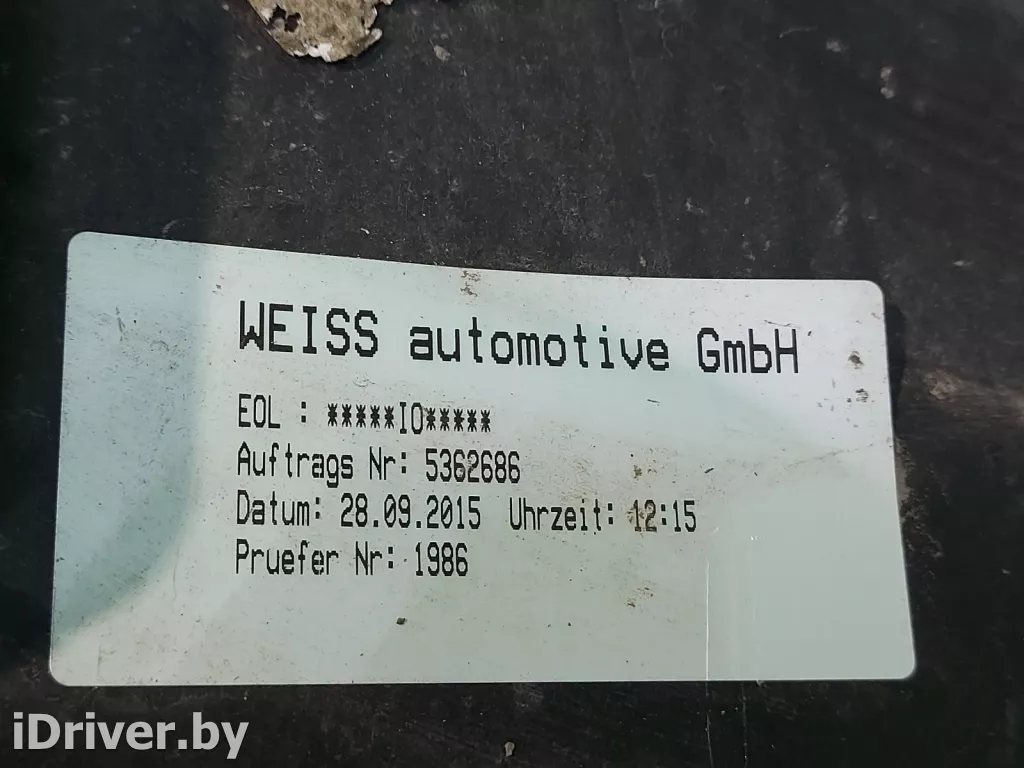 WEISS automotive GmbH
EOL : *****IO*****
Auftrags Nr: 5362686
Datum: 28.09.2015 Uhrzeit: 12:15
Pruefer Nr: 1986
iDriver.by